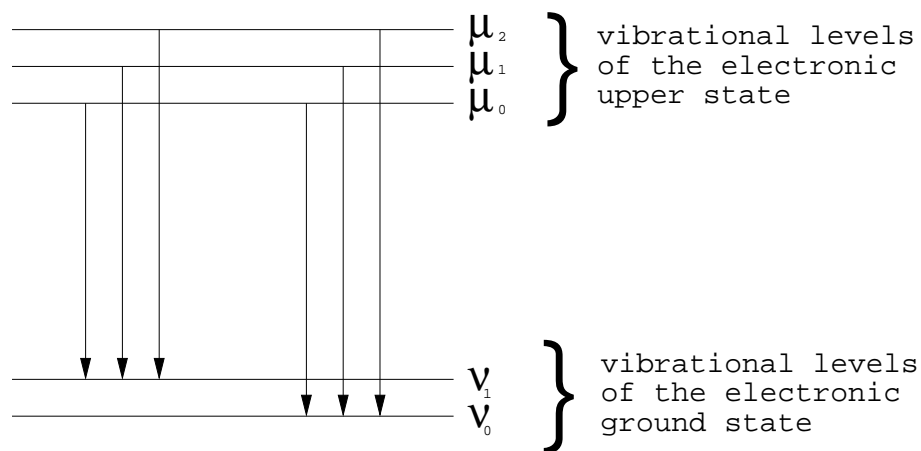 μ₂
μ₁
μ₀
vibrational levels
of the electronic
upper state
ν₁
ν₀
vibrational levels
of the electronic
ground state